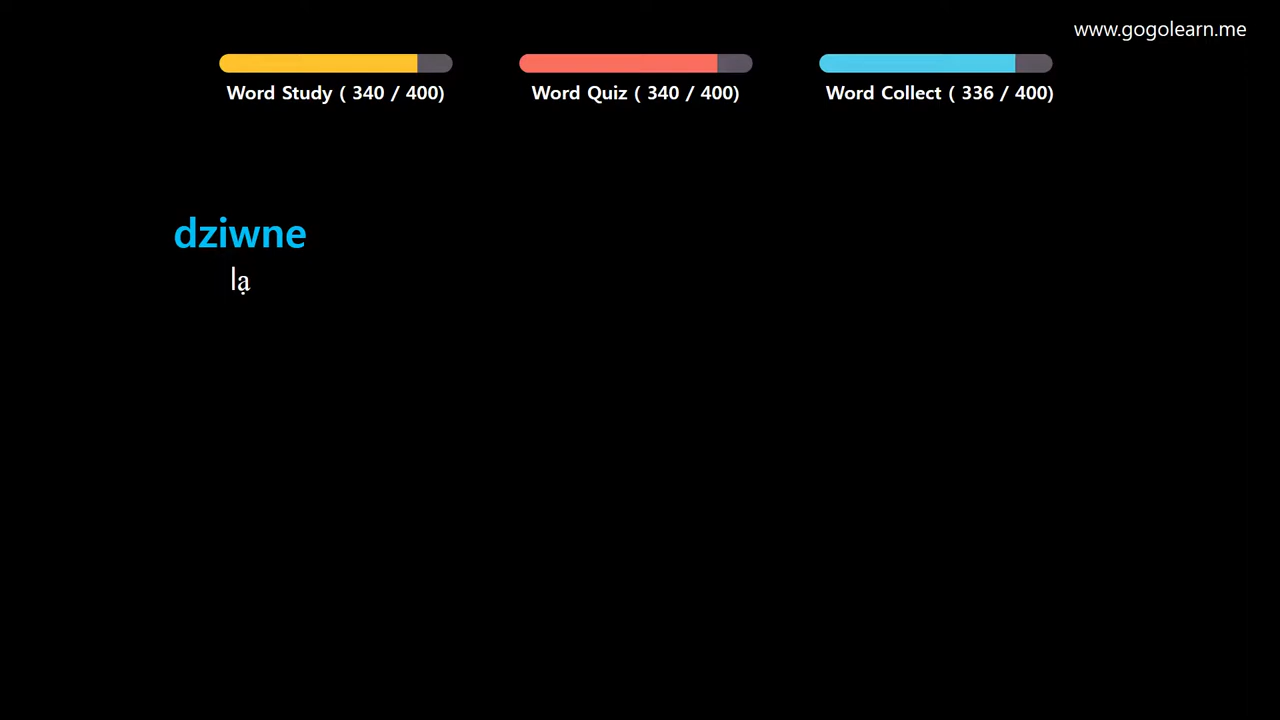 www.gogolearn.me
Word Study ( 340 / 400)
Word Quiz ( 340 / 400)
Word Collect ( 336 / 400)
dziwne
lạ